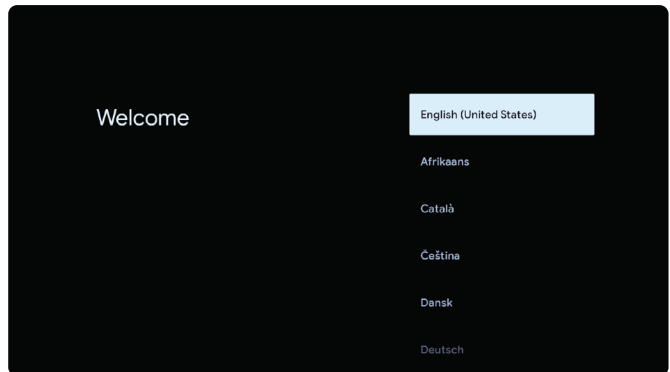 Welcome
English (United States)
Afrikaans
Català
Čeština
Dansk
Deutsch